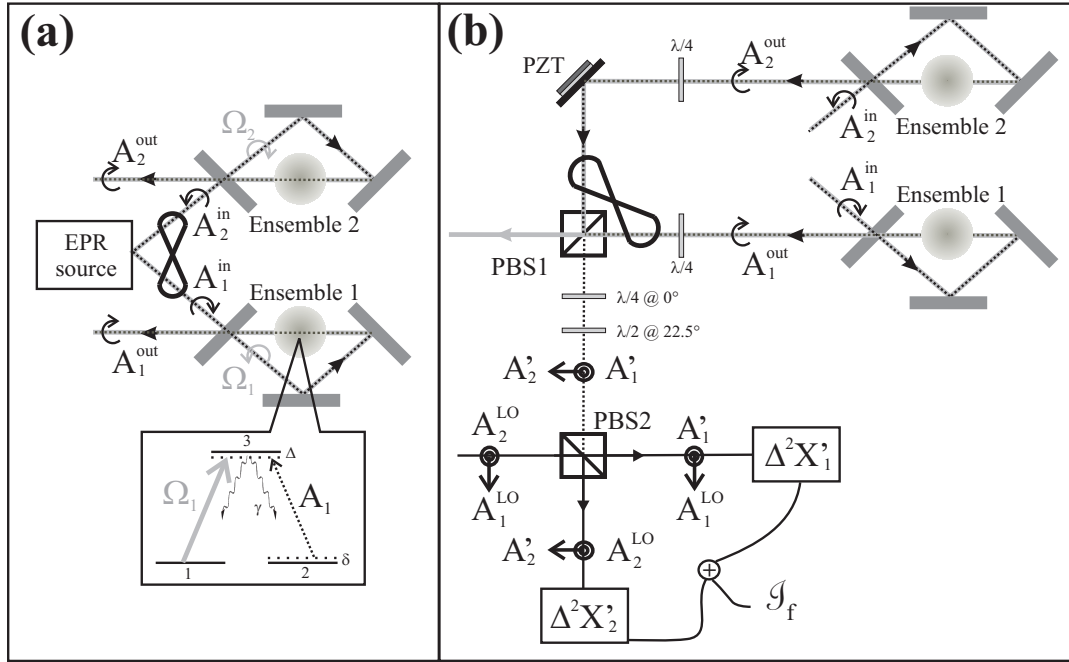 (a)
Ω₂
A₂ᵒᵘᵗ
Ensemble 2
A₂ⁱⁿ
EPR
source
A₁ⁱⁿ
Ensemble 1
A₁ᵒᵘᵗ
Ω₁
3
Δ
Ω₁
A₁
γ
1
2
δ
(b)
PZT
λ/4
A₂ᵒᵘᵗ
A₂ⁱⁿ
Ensemble 2
A₁ⁱⁿ
Ensemble 1
PBS1
λ/4
A₁ᵒᵘᵗ
λ/4 @ 0°
λ/2 @ 22.5°
A'₂
A'₁
PBS2
A₂ᴸᴼ
A'₁
Δ²X'₁
A₁ᴸᴼ
A₁ᴸᴼ
A'₂
A₂ᴸᴼ
+
ℐ_f
Δ²X'₂